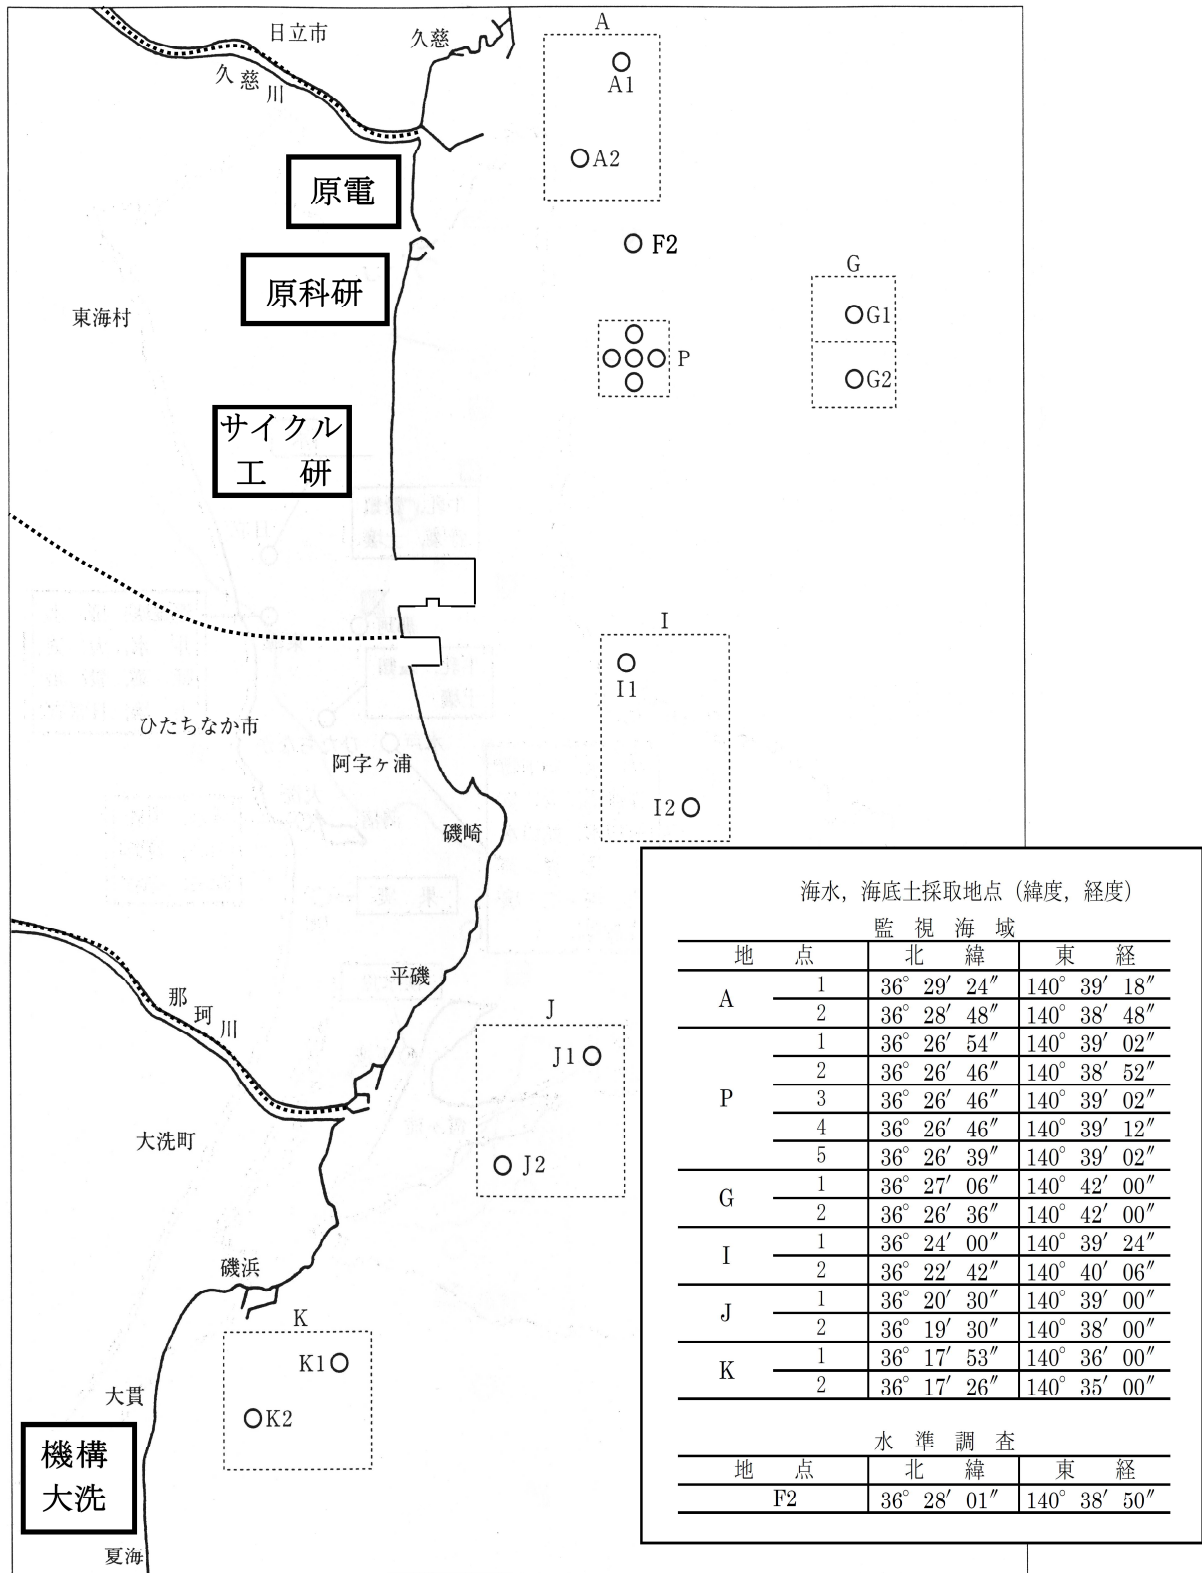 日立市
久慈
久慈川
A
A1
A2
原電
F2
原科研
東海村
G
G1
G2
P
サイクル
工 研
I
I1
I2
ひたちなか市
阿字ヶ浦
磯崎
平磯
那珂川
J
J1
J2
大洗町
磯浜
K
K1
K2
大貫
機構
大洗
夏海
海水，海底土採取地点（緯度，経度）
監 視 海 域
地 点 北 緯 東 経
A 1 36° 29′ 24″ 140° 39′ 18″
2 36° 28′ 48″ 140° 38′ 48″
P 1 36° 26′ 54″ 140° 39′ 02″
2 36° 26′ 46″ 140° 38′ 52″
3 36° 26′ 46″ 140° 39′ 02″
4 36° 26′ 46″ 140° 39′ 12″
5 36° 26′ 39″ 140° 39′ 02″
G 1 36° 27′ 06″ 140° 42′ 00″
2 36° 26′ 36″ 140° 42′ 00″
I 1 36° 24′ 00″ 140° 39′ 24″
2 36° 22′ 42″ 140° 40′ 06″
J 1 36° 20′ 30″ 140° 39′ 00″
2 36° 19′ 30″ 140° 38′ 00″
K 1 36° 17′ 53″ 140° 36′ 00″
2 36° 17′ 26″ 140° 35′ 00″
水 準 調 査
地 点 北 緯 東 経
F2 36° 28′ 01″ 140° 38′ 50″